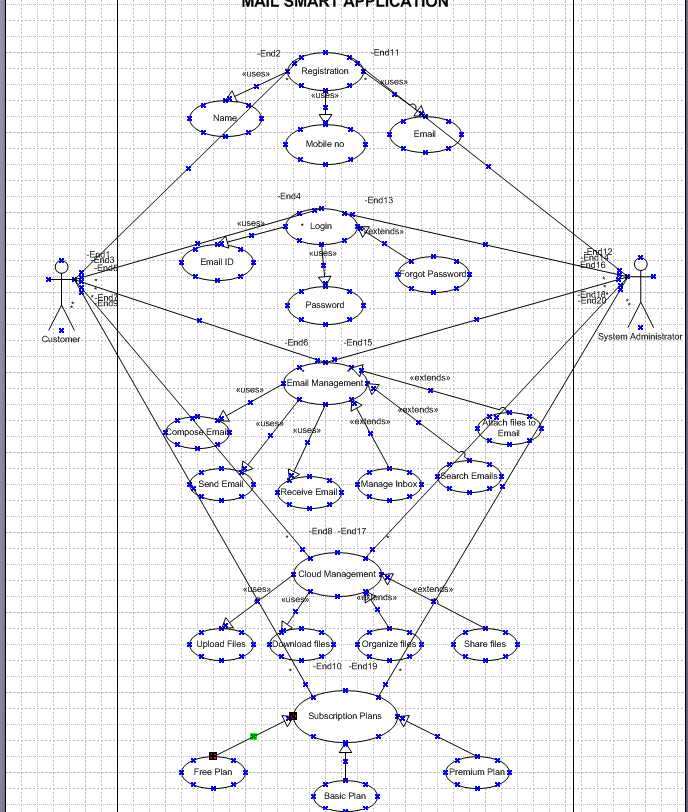 MAIL SMART APPLICATION
-End2
-End11
Registration
«uses»
«uses»
«uses»
Name
Email
Mobile no
-End4
-End13
Login
«uses»
«extends»
Email ID
«uses»
Forgot Password
Password
-End1
-End3
-End12
-End14
-End16
-End18
-End20
Customer
System Administrator
-End6
-End15
Email Management
«uses»
«extends»
«extends»
«uses»
«uses»
«extends»
Compose Email
Attach files to
Email
Send Email
Receive Email
Manage Inbox
Search Emails
-End8
-End17
Cloud Management
«uses»
«uses»
«extends»
«extends»
Upload Files
Download files
Organize files
Share files
-End10
-End19
Subscription Plans
Free Plan
Basic Plan
Premium Plan